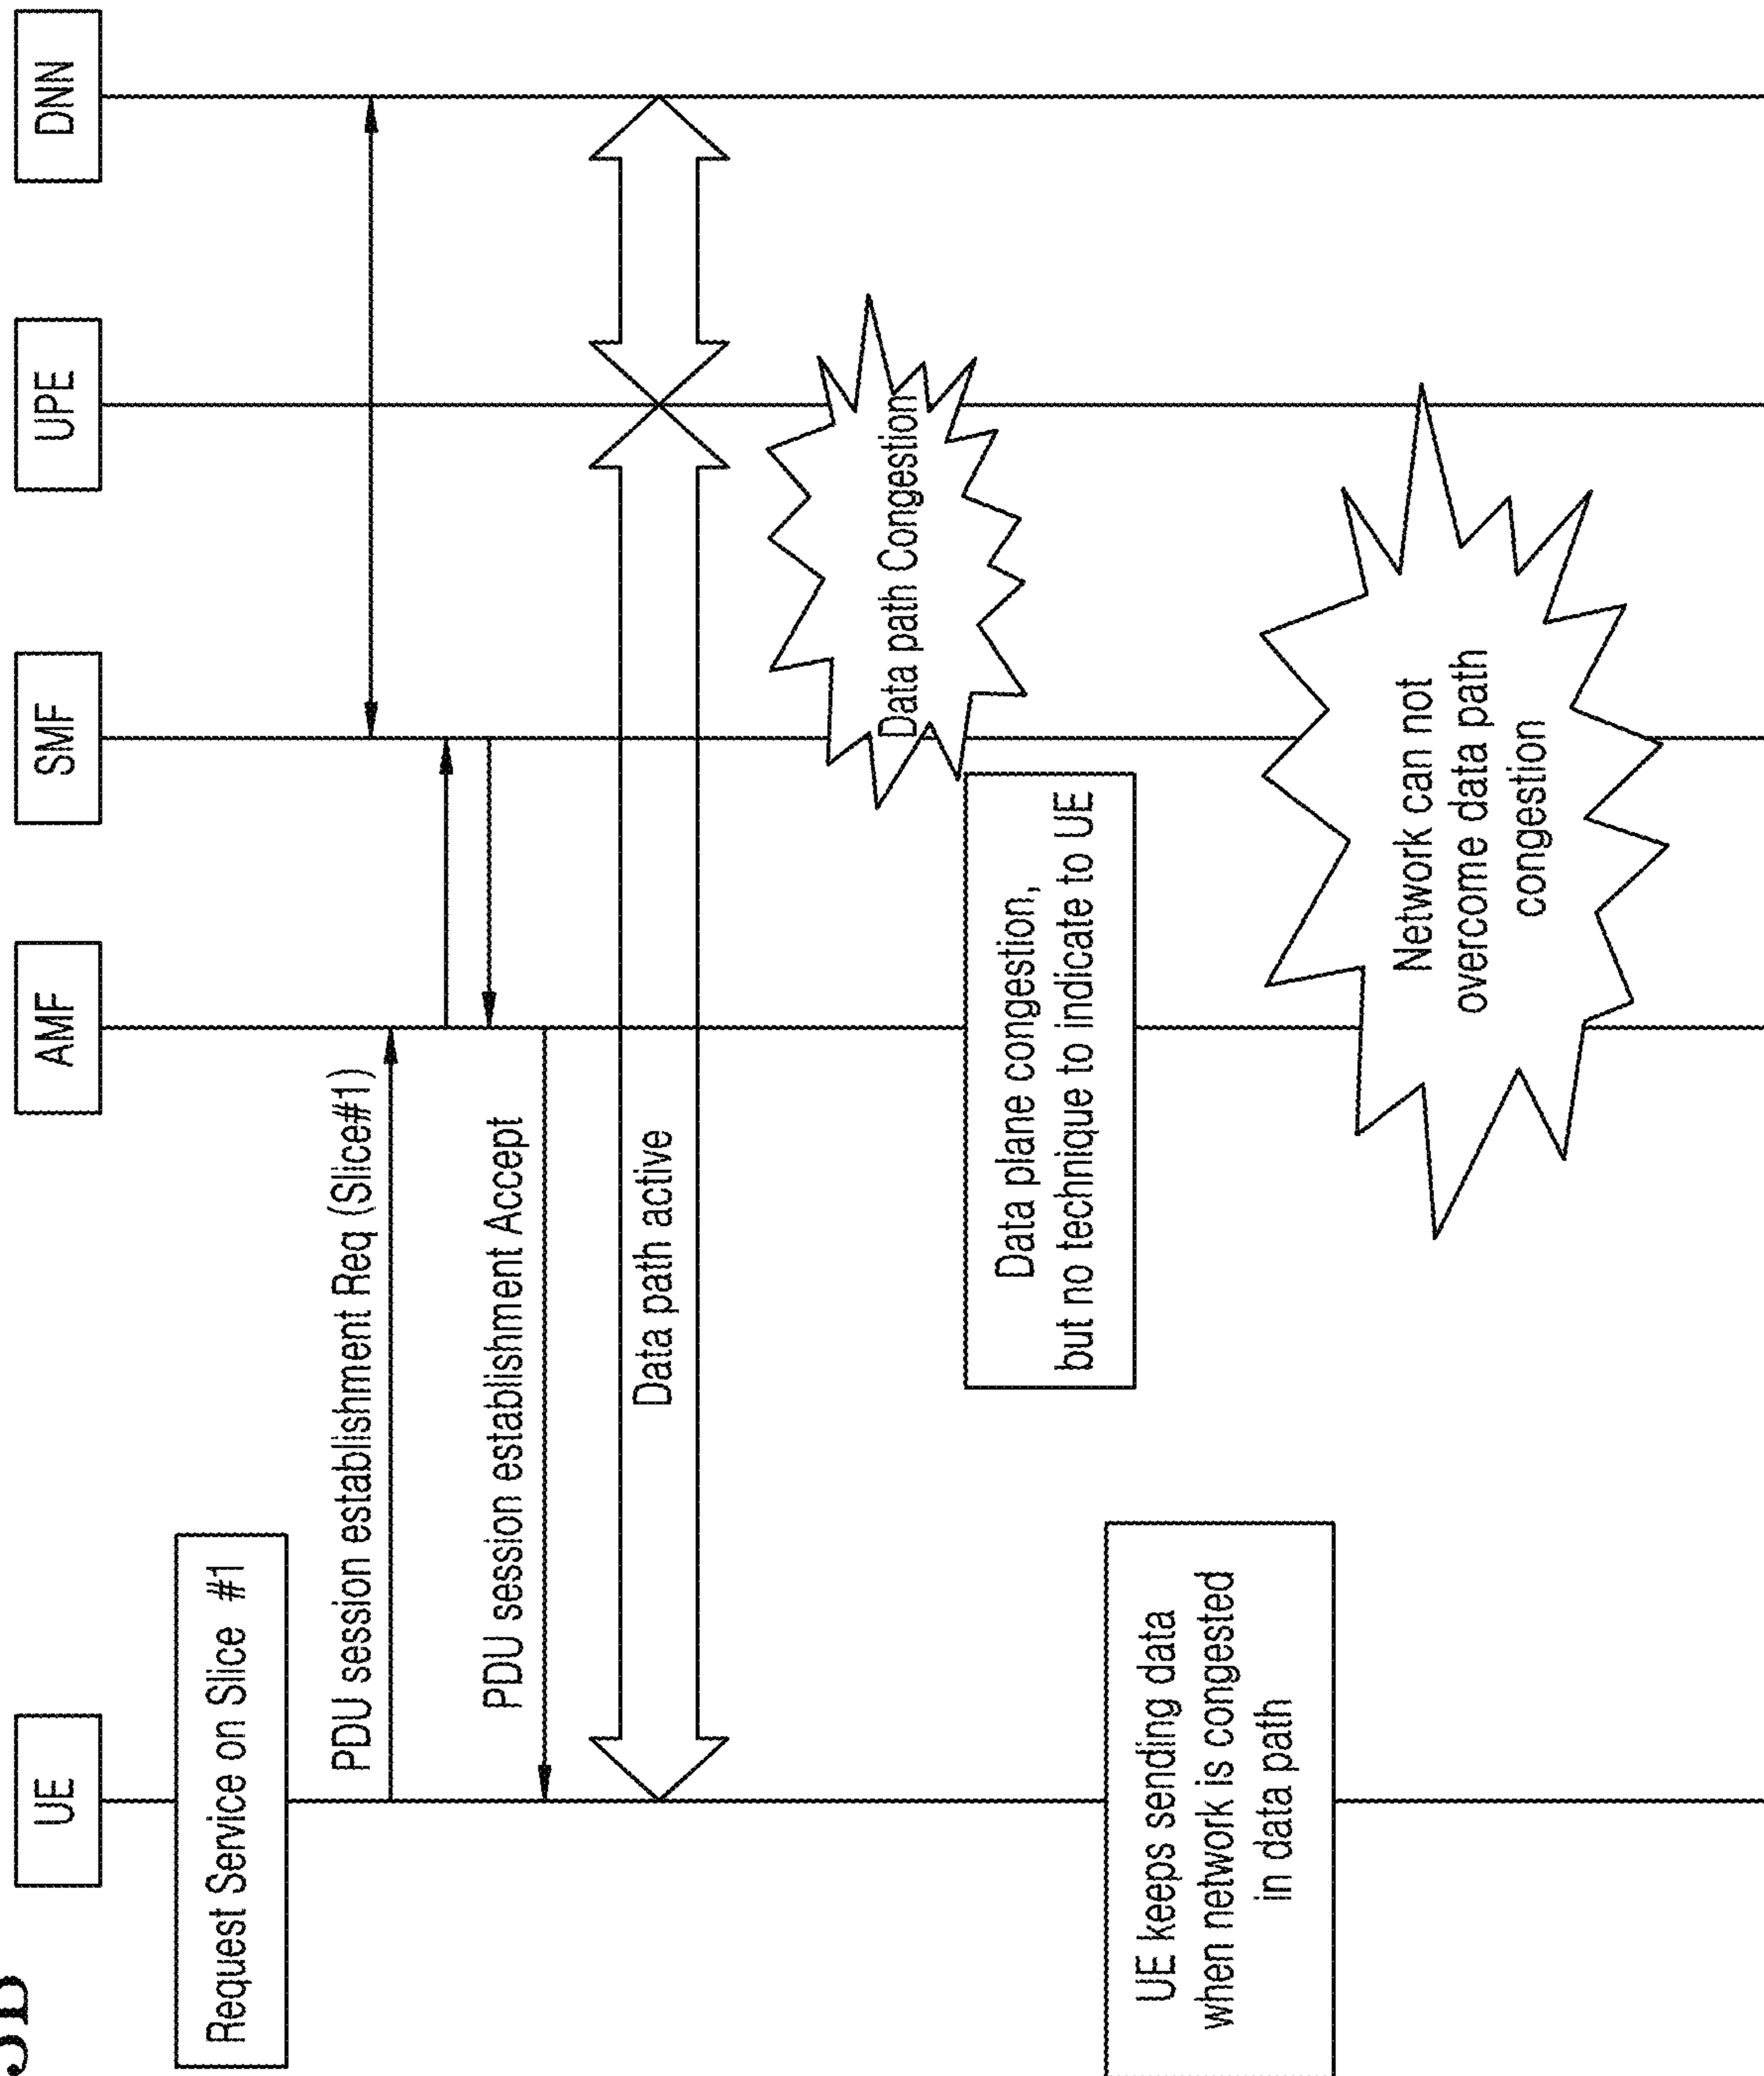 UE
AMF
SMF
UPE
DNN
Request Service on Slice #1
PDU session establishment Req (Slice#1)
PDU session establishment Accept
Data path active
Data path Congestion
Data plane congestion,
but no technique to indicate to UE
UE keeps sending data
when network is congested
in data path
Network can not
overcome data path
congestion